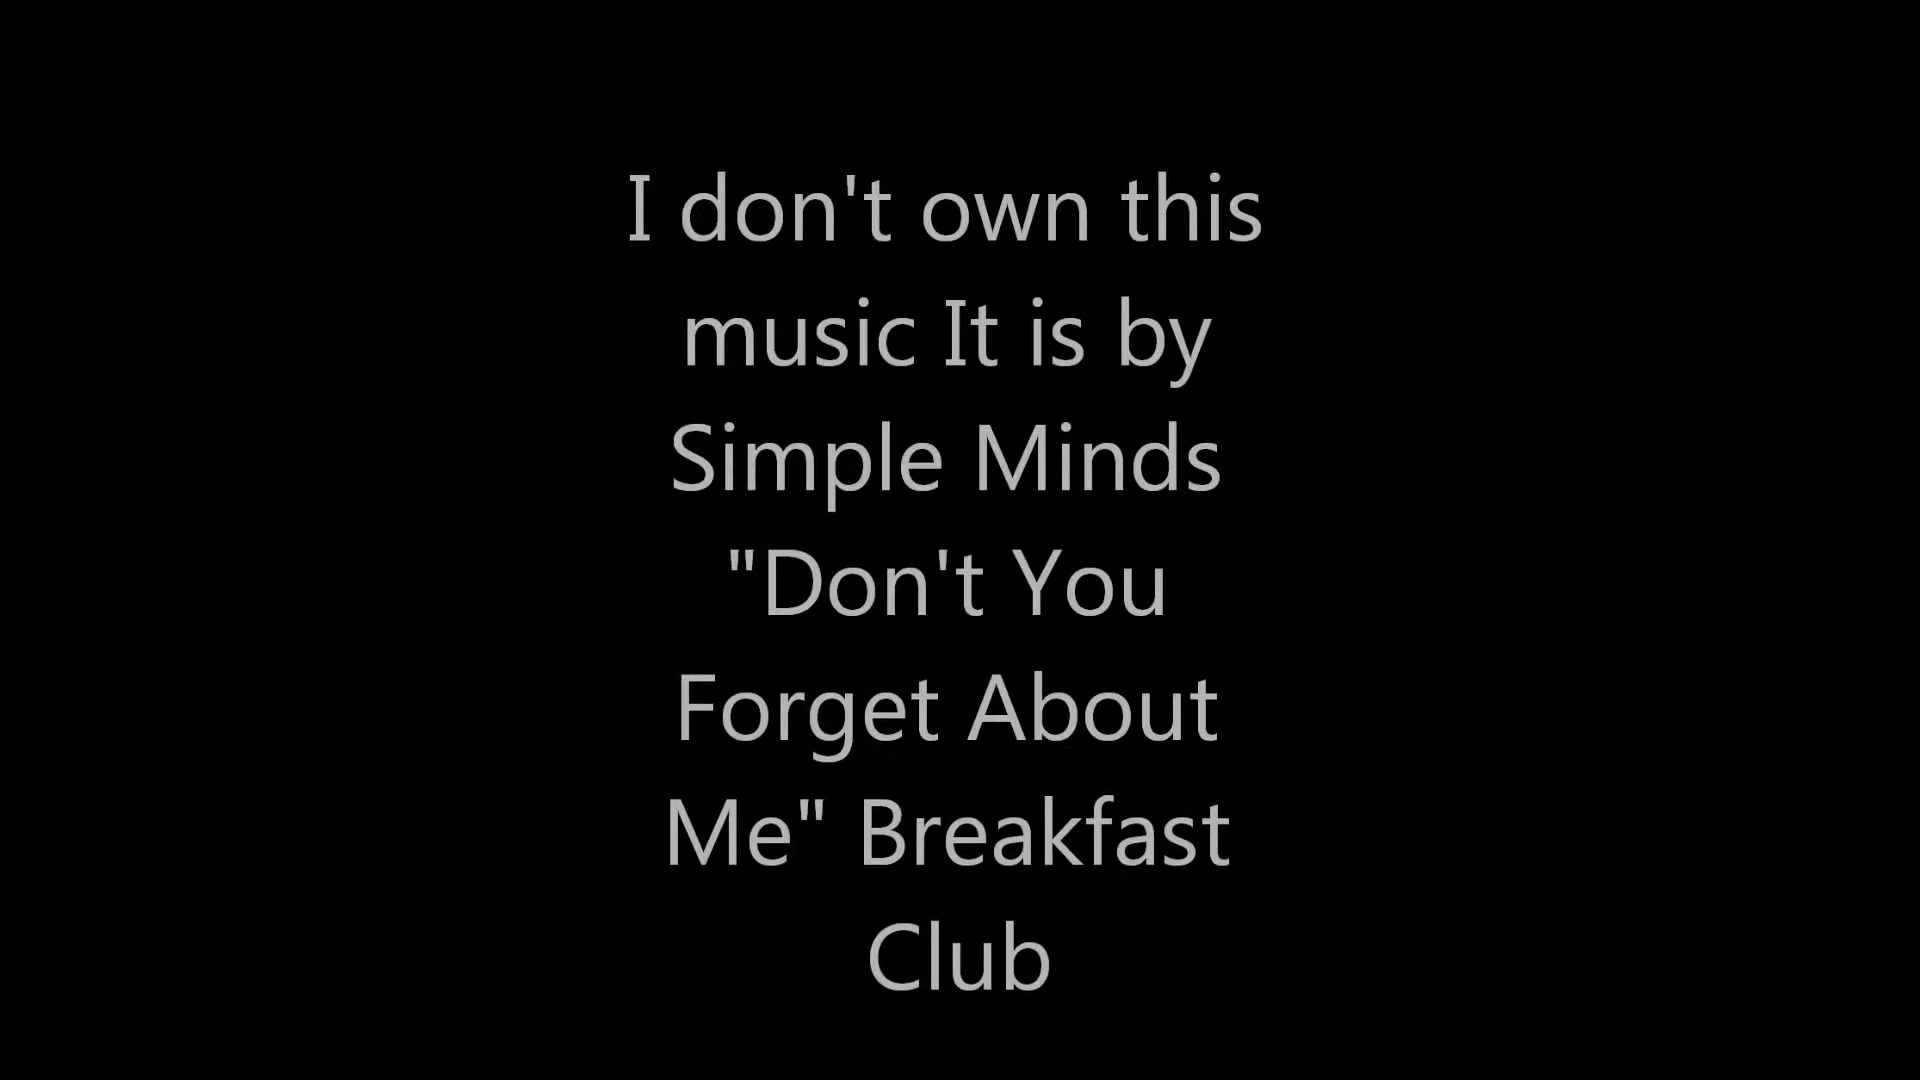 I don't own this
music It is by
Simple Minds
"Don't You
Forget About
Me" Breakfast
Club